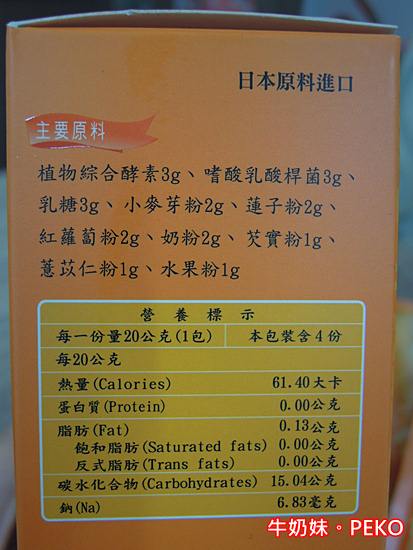 日本原料進口
主要原料
植物綜合酵素3g、嗜酸乳酸桿菌3g、
乳糖3g、小麥芽粉2g、蓮子粉2g、
紅蘿蔔粉2g、奶粉2g、芡實粉1g、
薏苡仁粉1g、水果粉1g
營養標示
每一份量20公克(1包) 本包裝含4份
每20公克
熱量(Calories) 61.40大卡
蛋白質(Protein) 0.00公克
脂肪(Fat) 0.13公克
飽和脂肪(Saturated fats) 0.00公克
反式脂肪(Trans fats) 0.00公克
碳水化合物(Carbohydrates) 15.04公克
鈉(Na) 6.83毫克
牛奶妹。PEKO